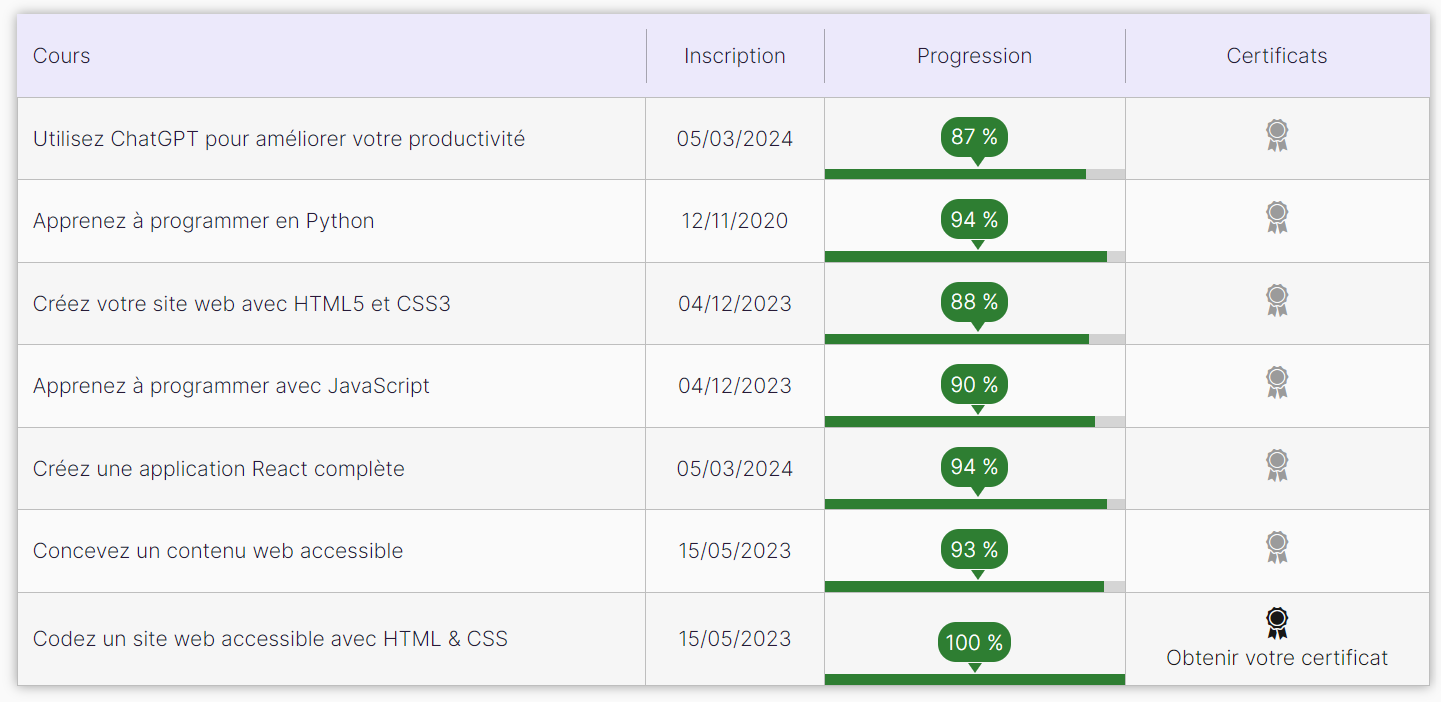 Cours Inscription Progression Certificats
Utilisez ChatGPT pour améliorer votre productivité 05/03/2024 87 %
Apprenez à programmer en Python 12/11/2020 94 %
Créez votre site web avec HTML5 et CSS3 04/12/2023 88 %
Apprenez à programmer avec JavaScript 04/12/2023 90 %
Créez une application React complète 05/03/2024 94 %
Concevez un contenu web accessible 15/05/2023 93 %
Codez un site web accessible avec HTML & CSS 15/05/2023 100 %
Obtenir votre certificat